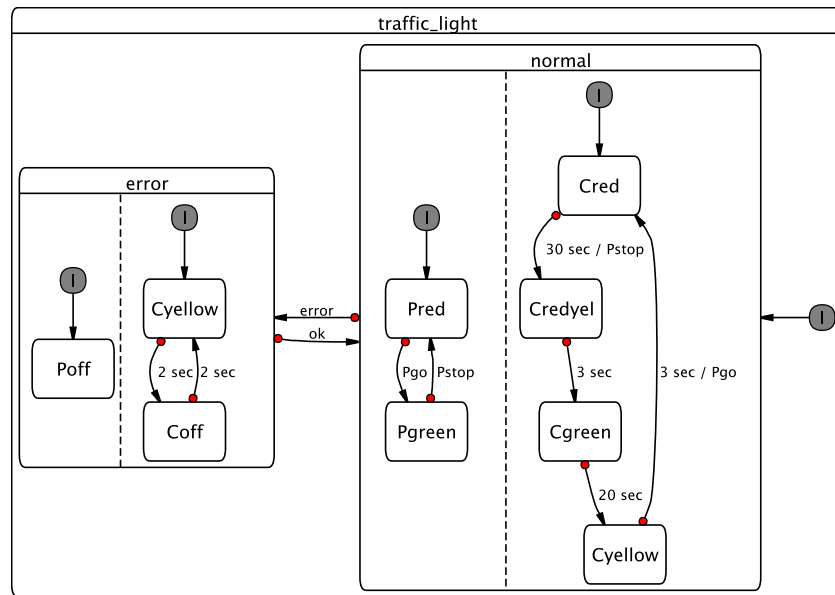 traffic_light
normal
I
Cred
error
I
I
30 sec / Pstop
I
Cyellow
error
Pred
Credyel
I
ok
Poff
2 sec
2 sec
Pgo
Pstop
3 sec
3 sec / Pgo
Coff
Pgreen
Cgreen
20 sec
Cyellow